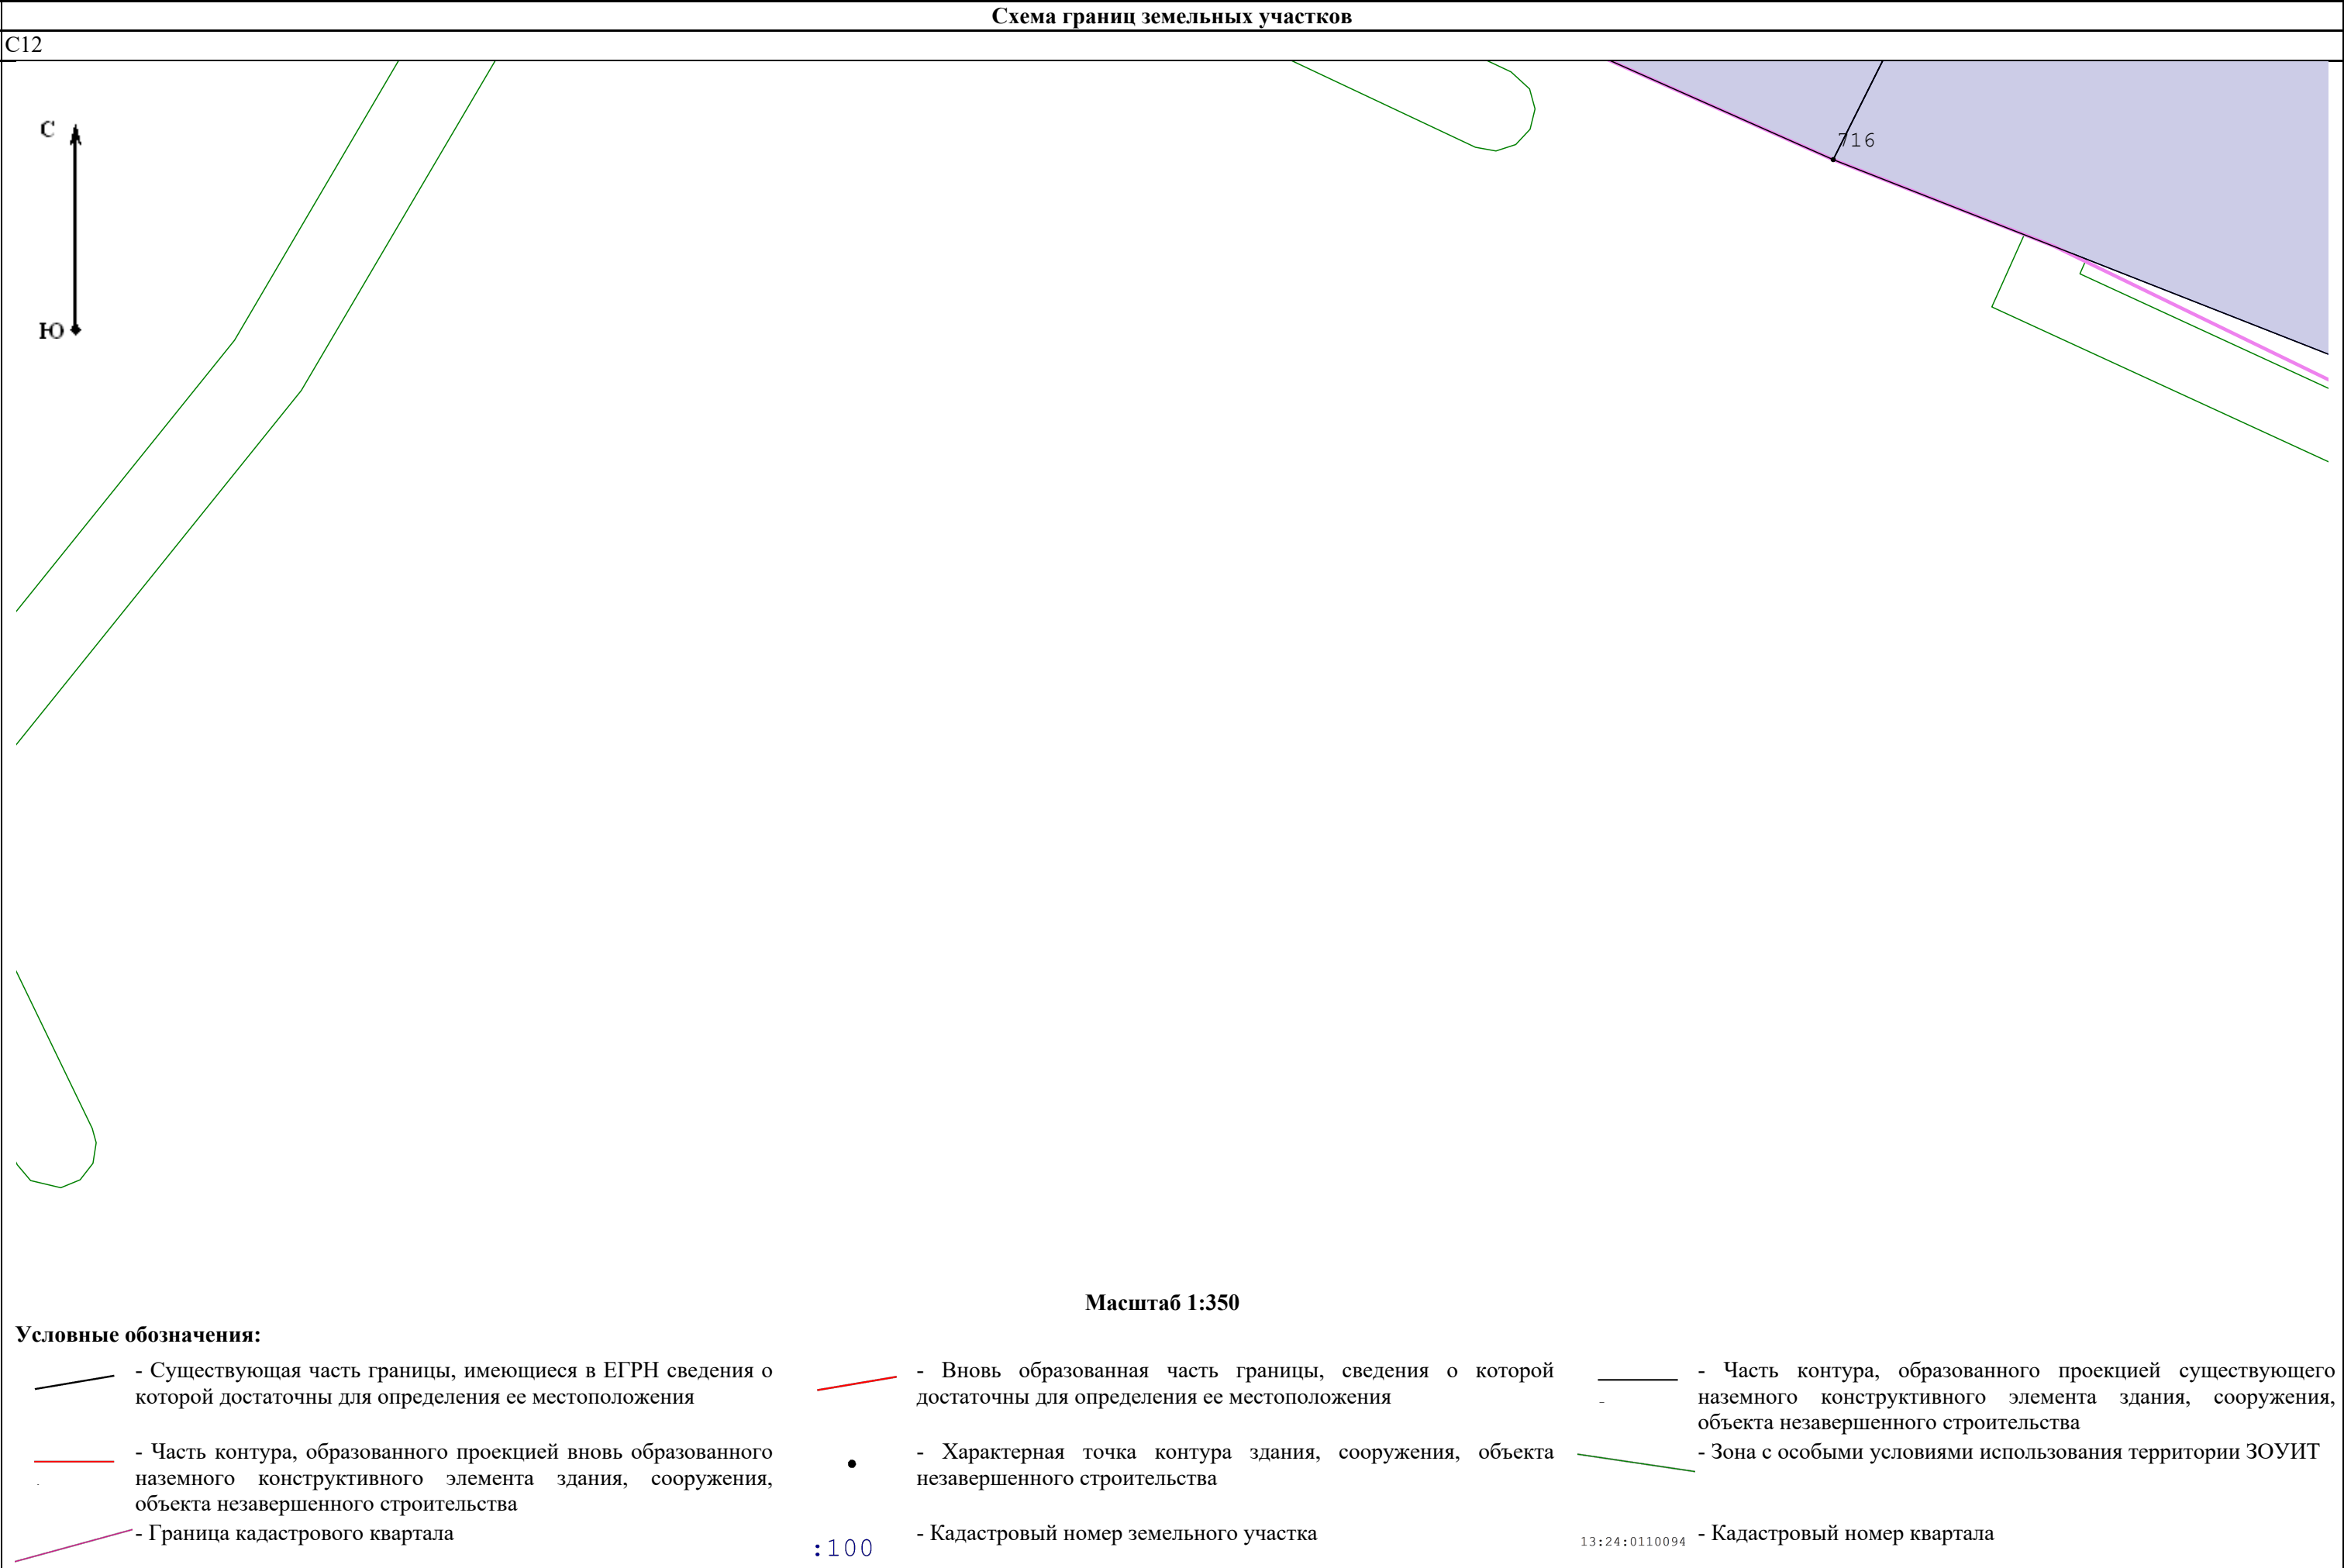 Схема границ земельных участков
С12
С
716
Ю
Масштаб 1:350
Условные обозначения:
- Существующая часть границы, имеющиеся в ЕГРН сведения о
которой достаточны для определения ее местоположения
- Вновь образованная часть границы, сведения о которой
достаточны для определения ее местоположения
- Часть контура, образованного проекцией существующего
наземного конструктивного элемента здания, сооружения,
объекта незавершенного строительства
- Часть контура, образованного проекцией вновь образованного
наземного конструктивного элемента здания, сооружения,
объекта незавершенного строительства
- Характерная точка контура здания, сооружения, объекта
незавершенного строительства
- Зона с особыми условиями использования территории ЗОУИТ
- Граница кадастрового квартала
:100
- Кадастровый номер земельного участка
13:24:0110094
- Кадастровый номер квартала